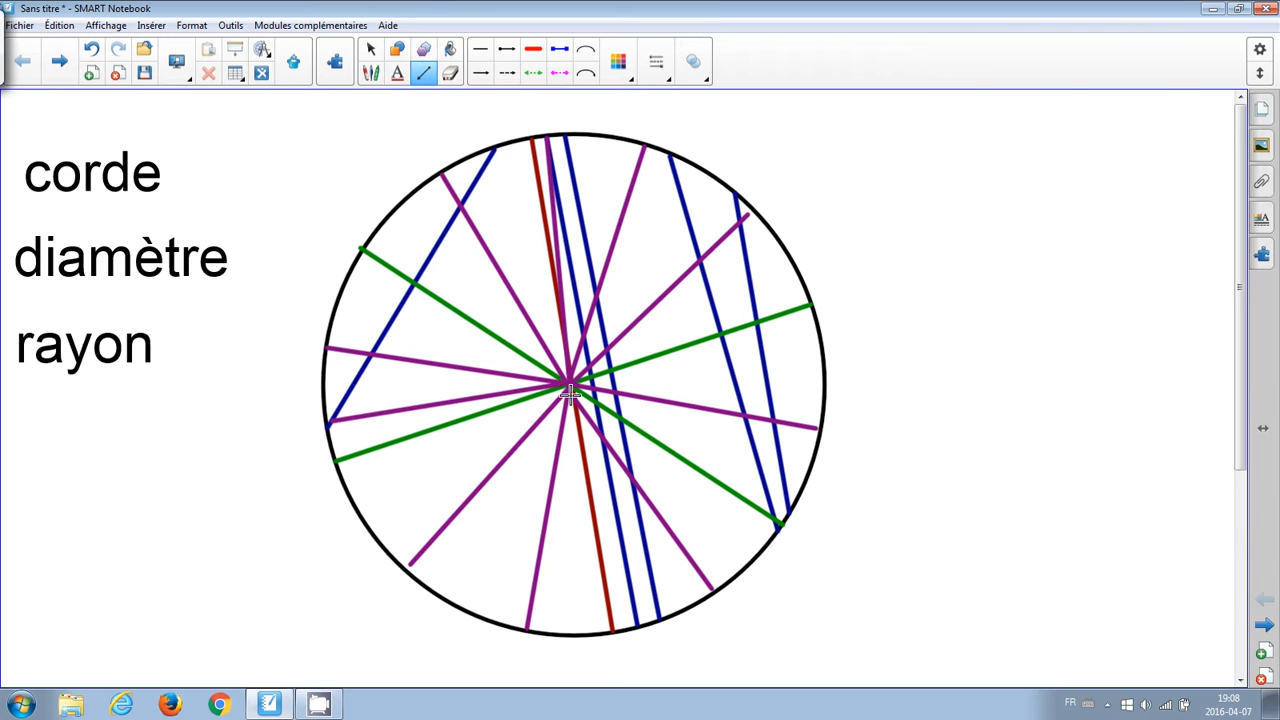 Sans titre * - SMART Notebook
Fichier Édition Affichage Insérer Format Outils Modules complémentaires Aide
corde
diamètre
rayon
FR
19:08
2016-04-07